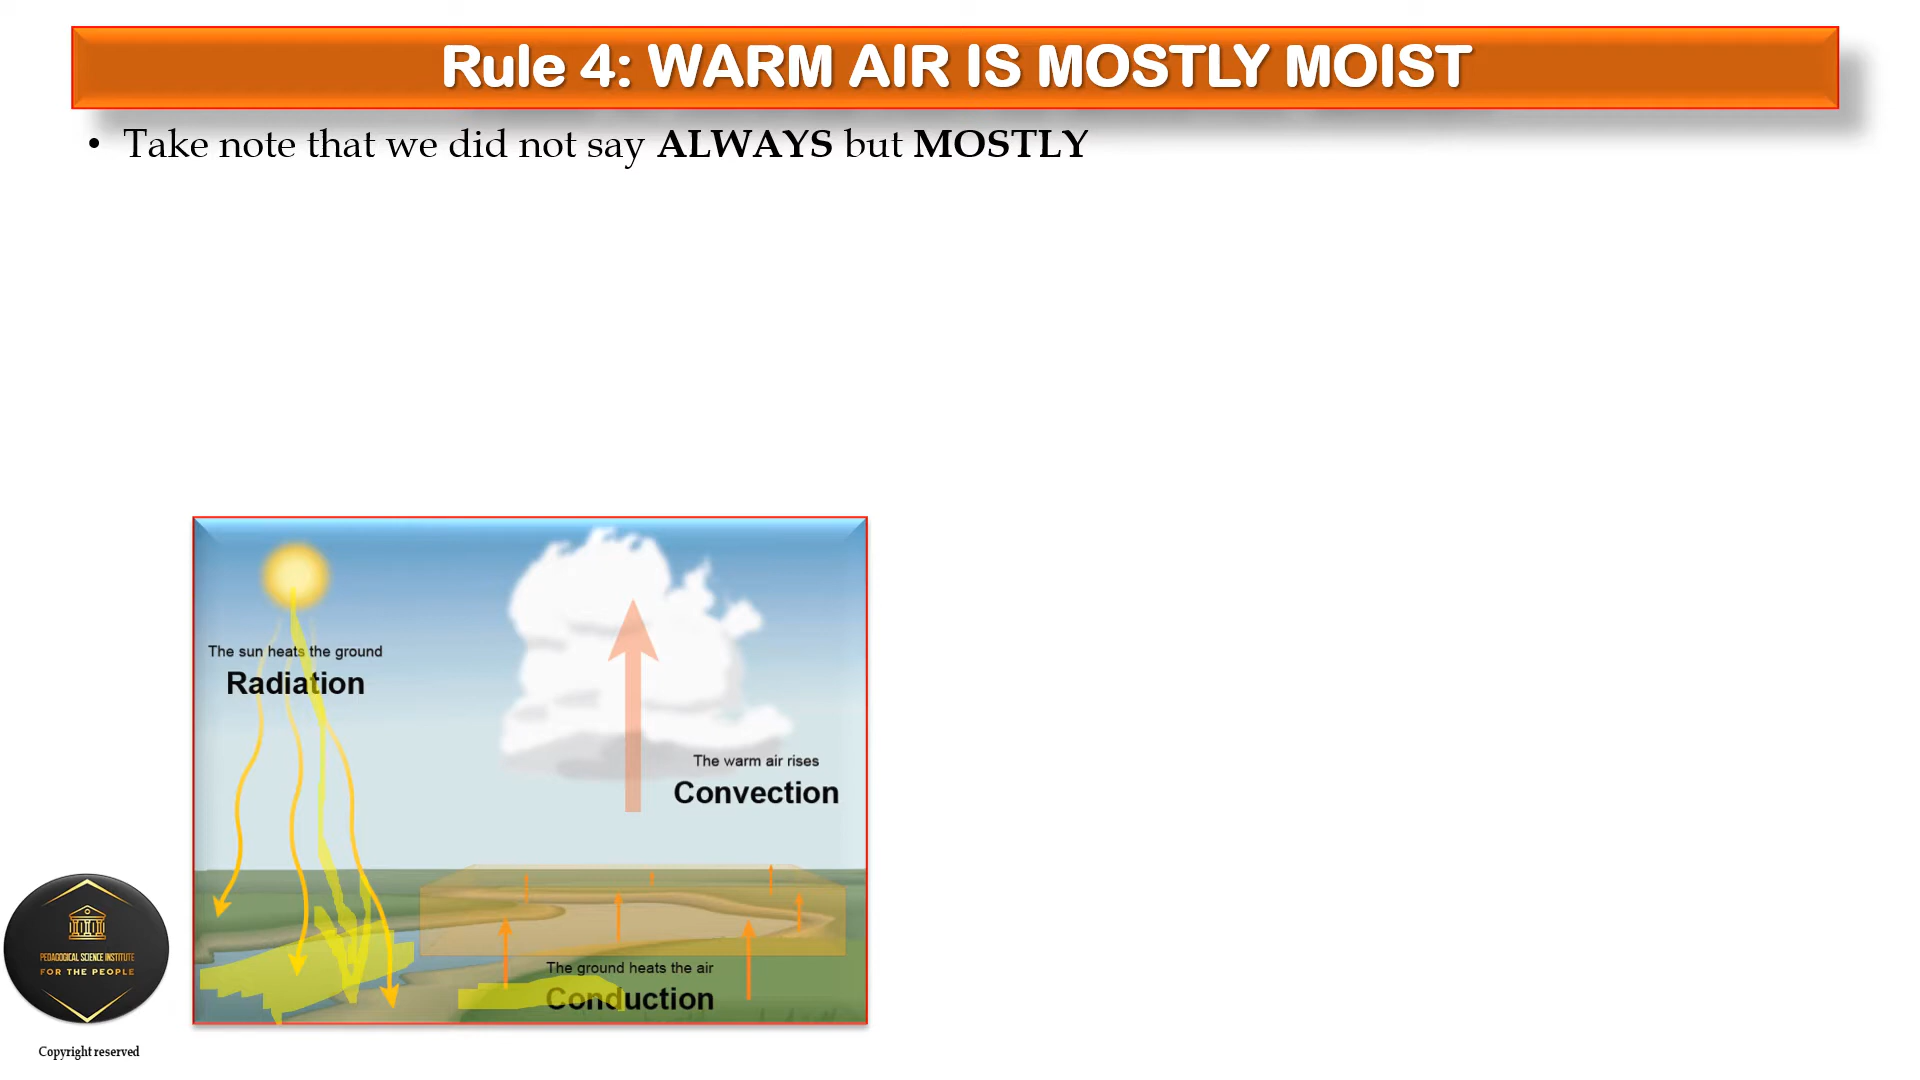 Rule 4: WARM AIR IS MOSTLY MOIST
• Take note that we did not say ALWAYS but MOSTLY
The sun heats the ground
Radiation
The warm air rises
Convection
The ground heats the air
Conduction
PEDAGOGICAL SCIENCE INSTITUTE
FOR THE PEOPLE
Copyright reserved